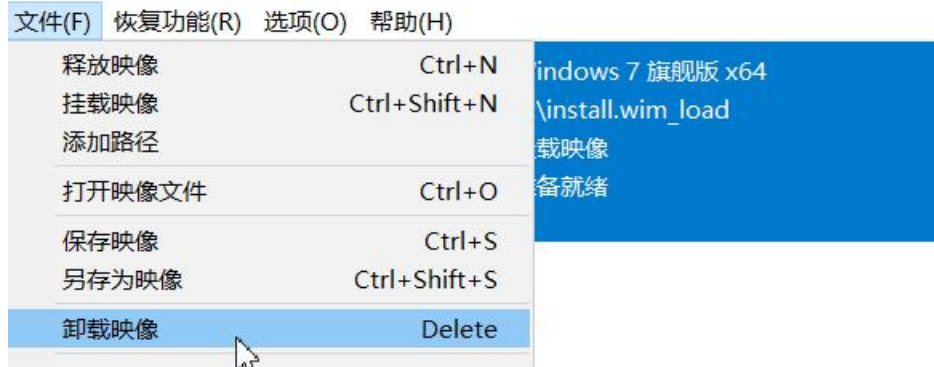 文件(F) 恢复功能(R) 选项(O) 帮助(H)
释放映像 Ctrl+N
挂载映像 Ctrl+Shift+N
添加路径
打开映像文件 Ctrl+O
保存映像 Ctrl+S
另存为映像 Ctrl+Shift+S
卸载映像 Delete
indows 7 旗舰版 x64
\install.wim_load
载映像
备就绪